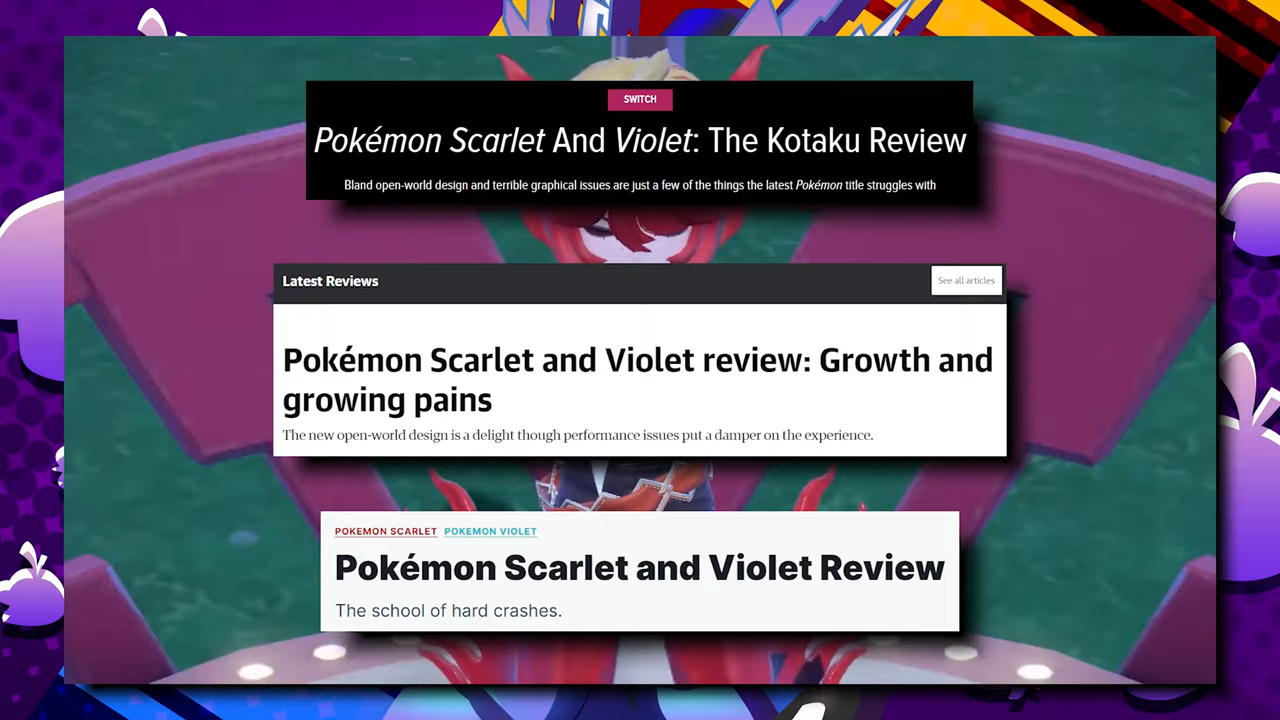 SWITCH
Pokémon Scarlet And Violet: The Kotaku Review
Bland open-world design and terrible graphical issues are just a few of the things the latest Pokémon title struggles with
Latest Reviews
See all articles
Pokémon Scarlet and Violet review: Growth and
growing pains
The new open-world design is a delight though performance issues put a damper on the experience.
POKEMON SCARLET POKEMON VIOLET
Pokémon Scarlet and Violet Review
The school of hard crashes.